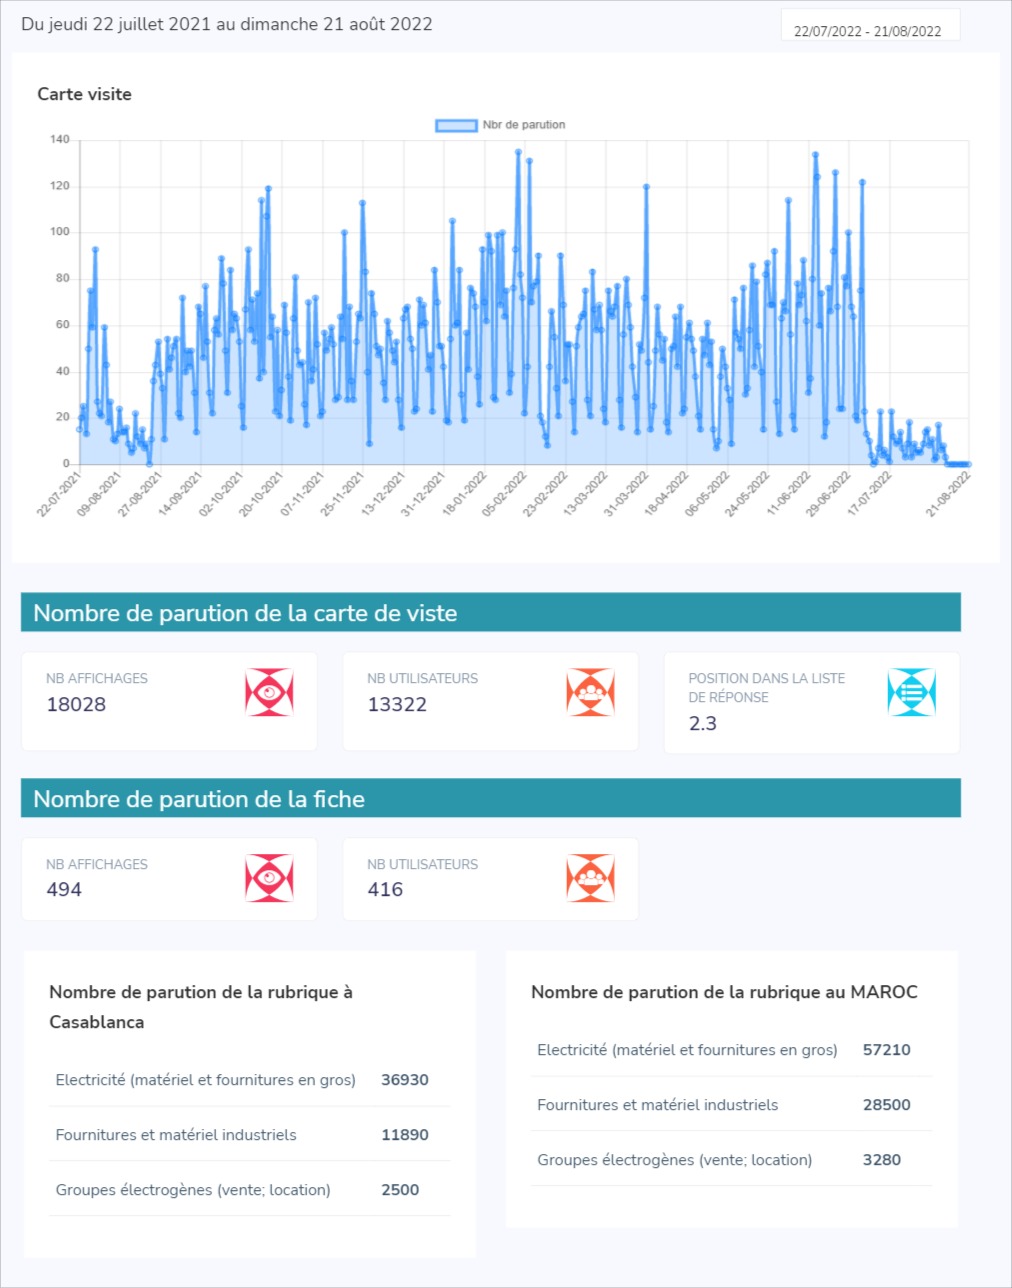 Du jeudi 22 juillet 2021 au dimanche 21 août 2022
22/07/2022 - 21/08/2022
Carte visite
Nbr de parution
140
120
100
80
60
40
20
0
22-07-2021
09-08-2021
27-08-2021
14-09-2021
02-10-2021
20-10-2021
07-11-2021
25-11-2021
13-12-2021
31-12-2021
18-01-2022
05-02-2022
23-02-2022
13-03-2022
31-03-2022
18-04-2022
06-05-2022
24-05-2022
11-06-2022
29-06-2022
17-07-2022
21-08-2022
Nombre de parution de la carte de viste
NB AFFICHAGES
18028
NB UTILISATEURS
13322
POSITION DANS LA LISTE
DE RÉPONSE
2.3
Nombre de parution de la fiche
NB AFFICHAGES
494
NB UTILISATEURS
416
Nombre de parution de la rubrique à
Casablanca
Electricité (matériel et fournitures en gros) 36930
Fournitures et matériel industriels 11890
Groupes électrogènes (vente; location) 2500
Nombre de parution de la rubrique au MAROC
Electricité (matériel et fournitures en gros) 57210
Fournitures et matériel industriels 28500
Groupes électrogènes (vente; location) 3280